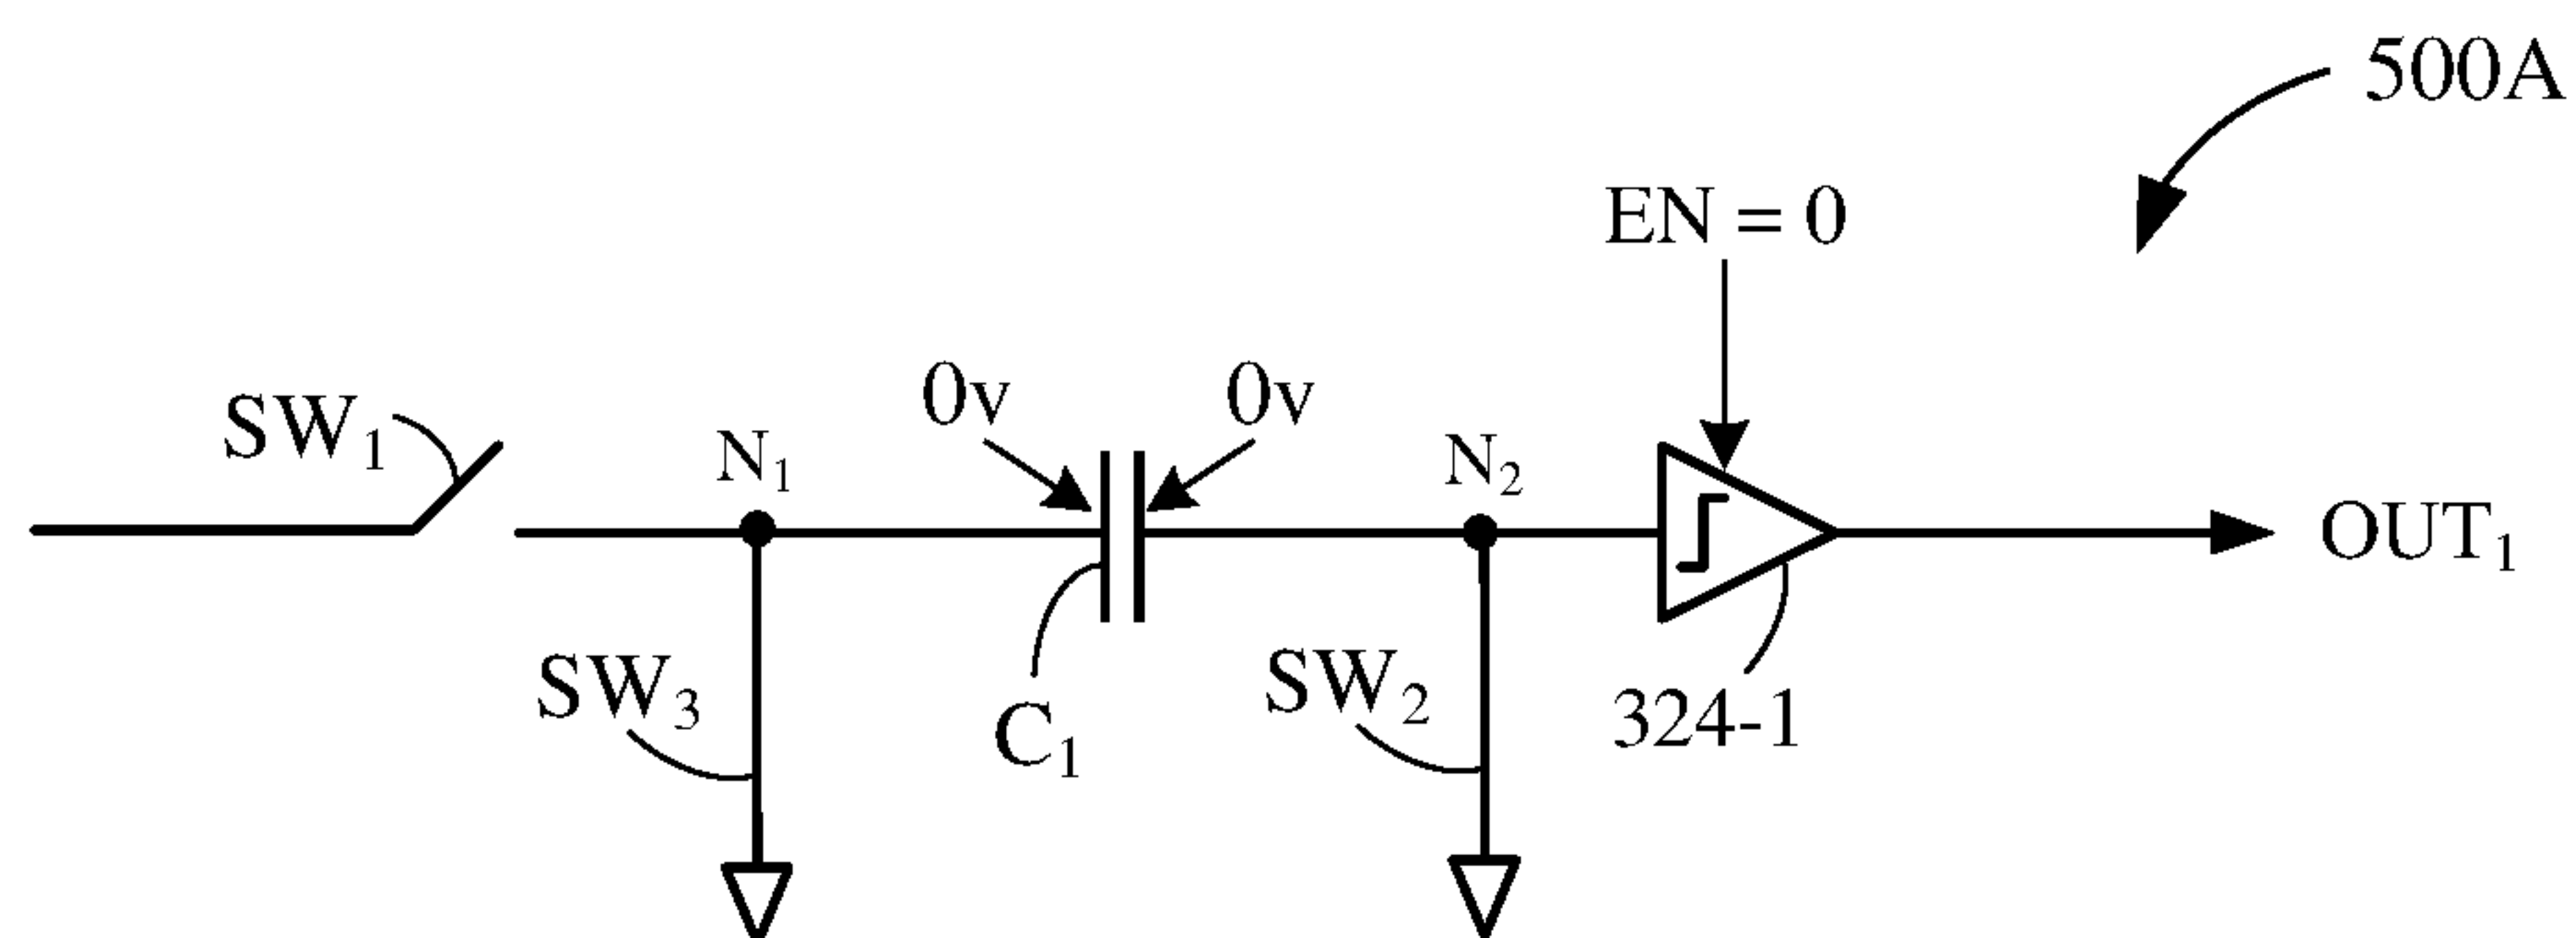 500A
EN = 0
0v
0v
SW₁
N₁
N₂
OUT₁
SW₃
C₁
SW₂
324-1